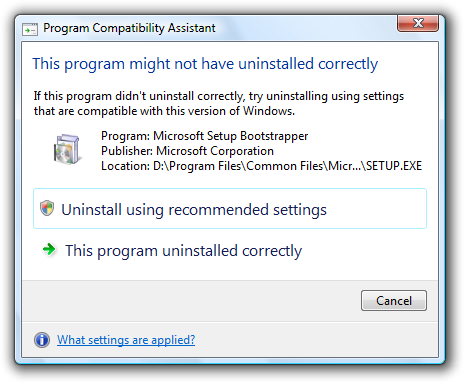 Program Compatibility Assistant
This program might not have uninstalled correctly
If this program didn't uninstall correctly, try uninstalling using settings
that are compatible with this version of Windows.
Program: Microsoft Setup Bootstrapper
Publisher: Microsoft Corporation
Location: D:\Program Files\Common Files\Micr...\SETUP.EXE
Uninstall using recommended settings
This program uninstalled correctly
Cancel
What settings are applied?